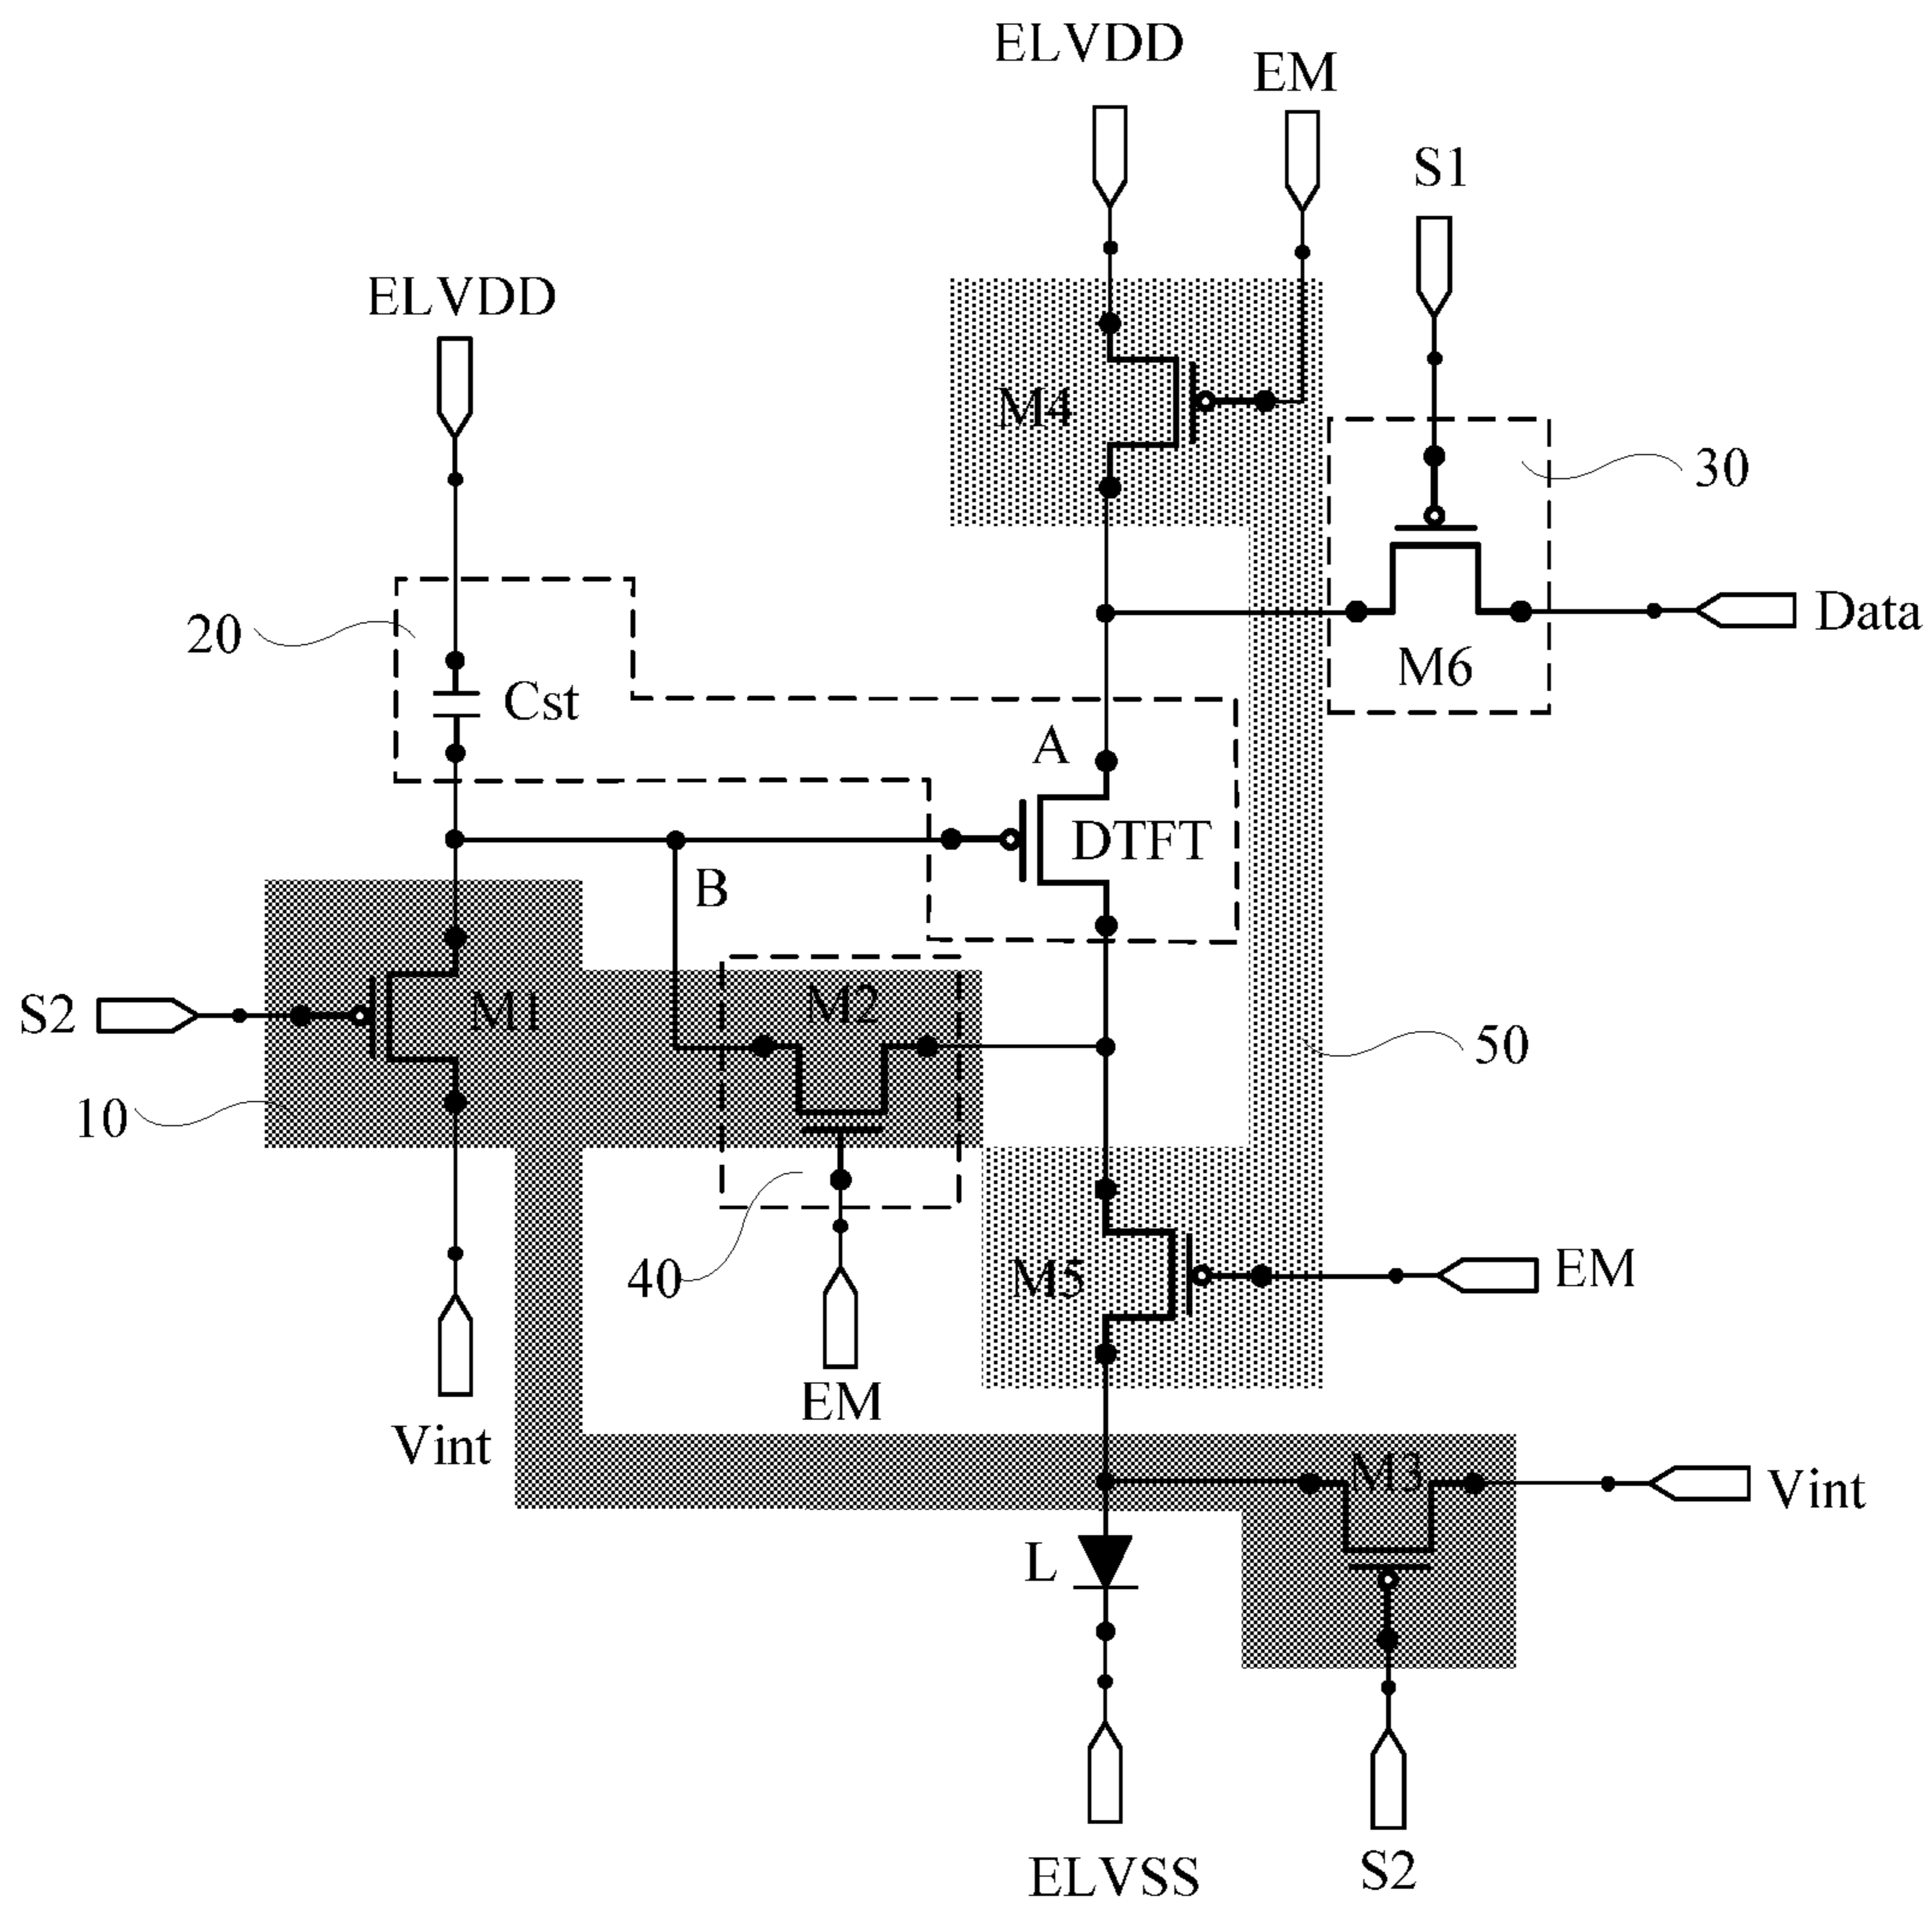 ELVDD
EM
S1
ELVDD
M4
30
20
Cst
Data
M6
A
DTFT
B
S2
M1
M2
50
10
40
M5
EM
EM
Vint
M3
Vint
L
ELVSS
S2